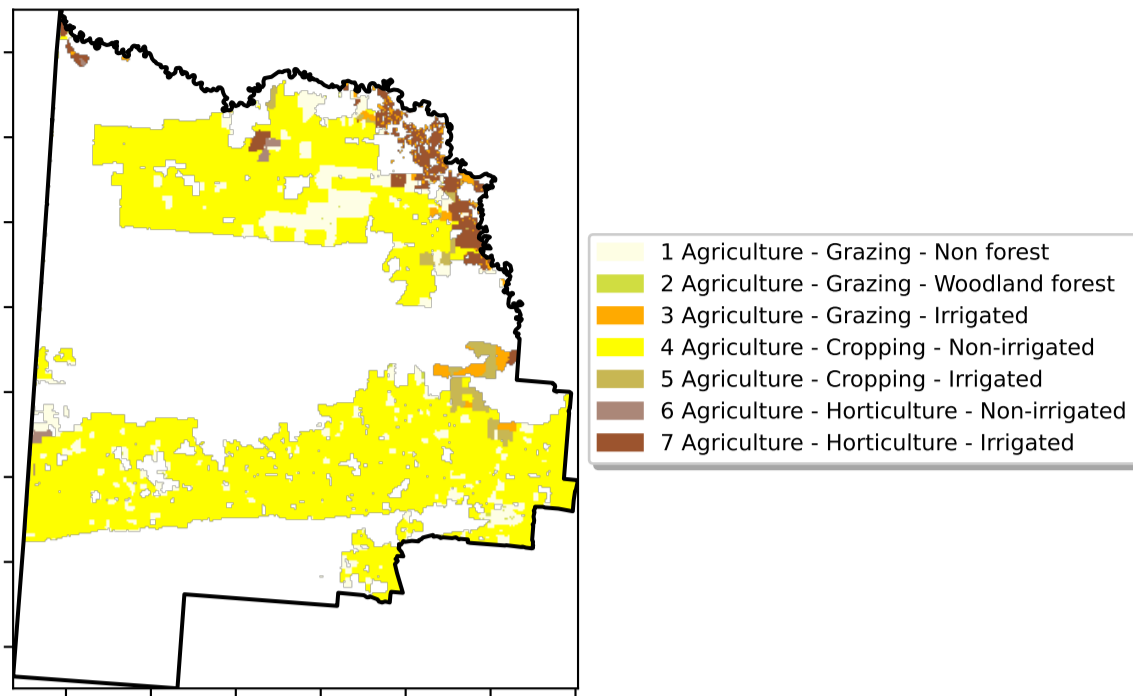 1 Agriculture - Grazing - Non forest
2 Agriculture - Grazing - Woodland forest
3 Agriculture - Grazing - Irrigated
4 Agriculture - Cropping - Non-irrigated
5 Agriculture - Cropping - Irrigated
6 Agriculture - Horticulture - Non-irrigated
7 Agriculture - Horticulture - Irrigated